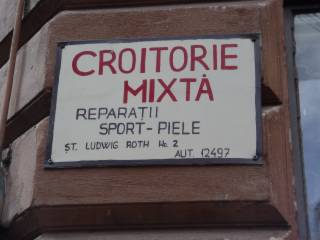 CROITORIE
MIXTĂ
REPARAȚII
SPORT-PIELE
ST. LUDWIG ROTH Nr. 2
AUT. 12497